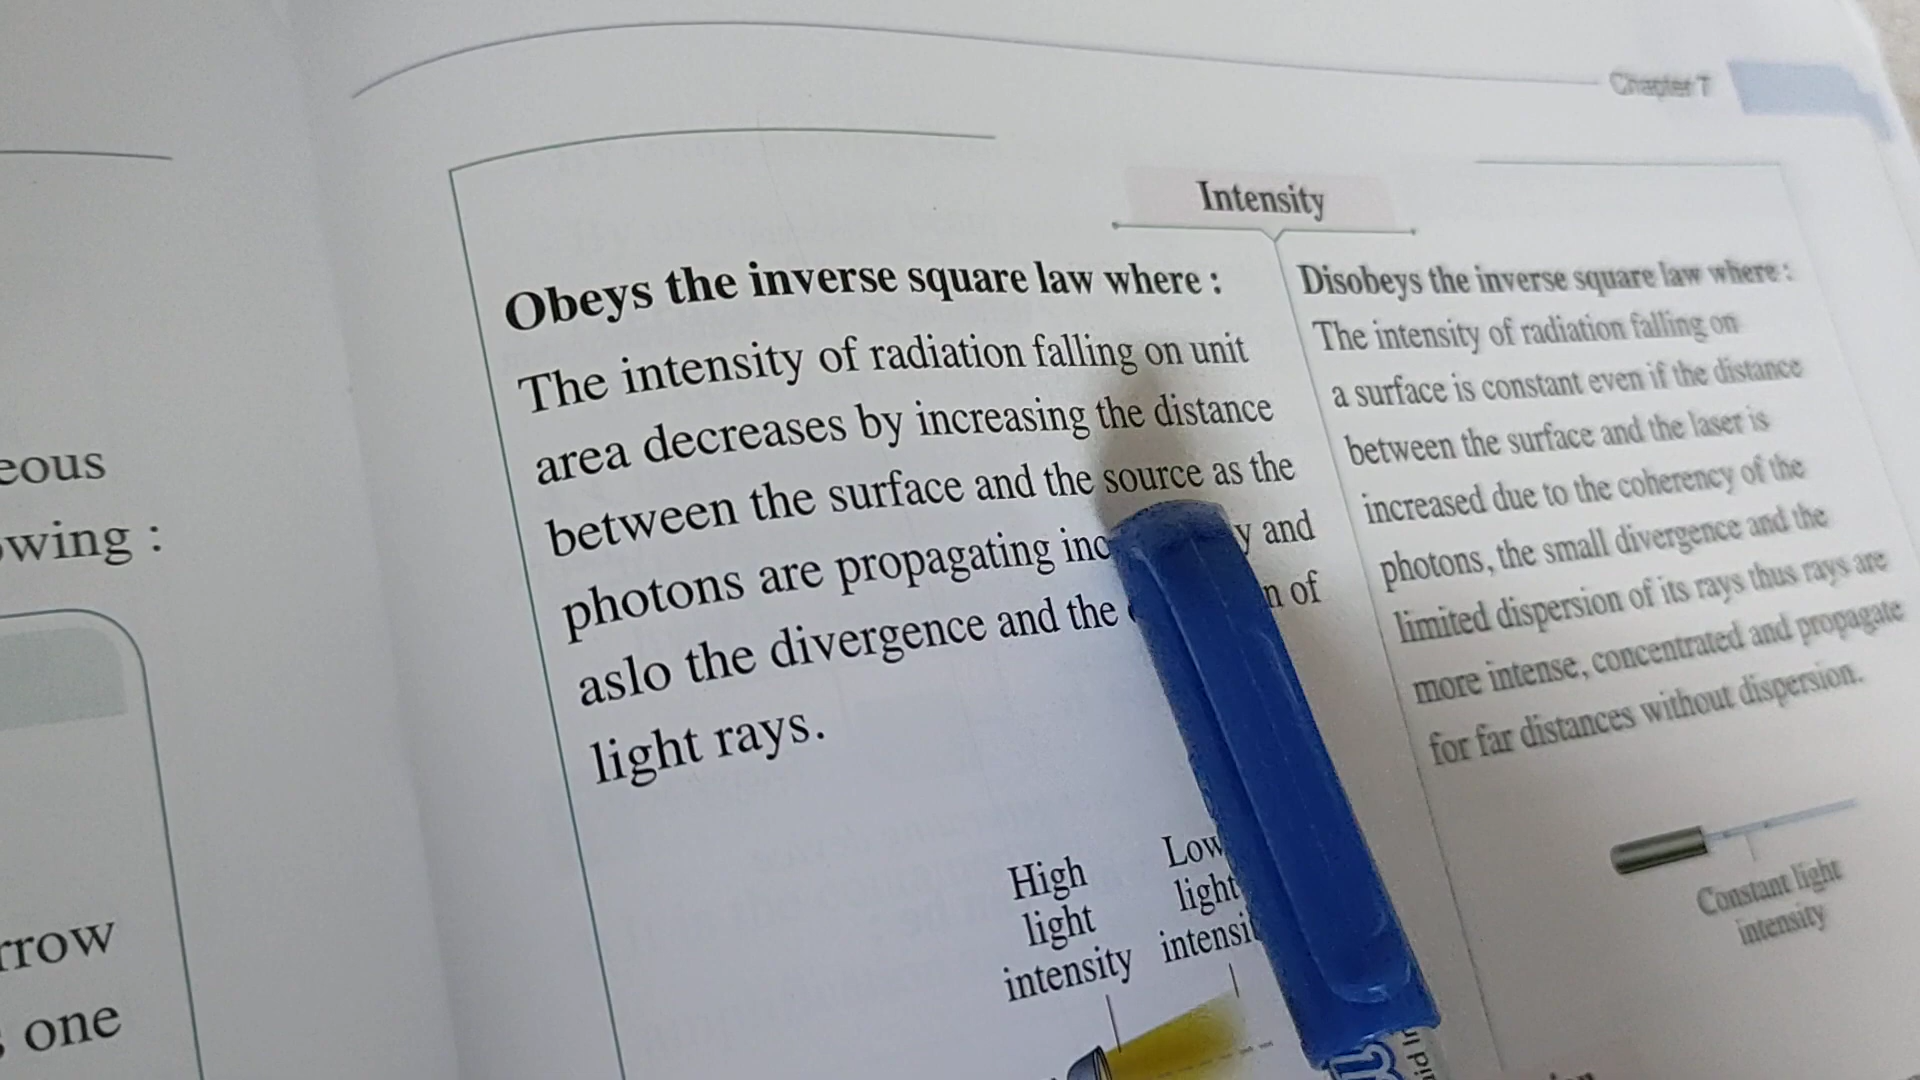 Chapter 7
eous
owing :
rrow
one
Intensity
Obeys the inverse square law where :
The intensity of radiation falling on unit
area decreases by increasing the distance
between the surface and the source as the
photons are propagating inc y and
aslo the divergence and the n of
light rays.
High
light
intensity
Low
light
intensi
Disobeys the inverse square law where :
The intensity of radiation falling on
a surface is constant even if the distance
between the surface and the laser is
increased due to the coherency of the
photons, the small divergence and the
limited dispersion of its rays thus rays are
more intense, concentrated and propagate
for far distances without dispersion.
Constant light
intensity